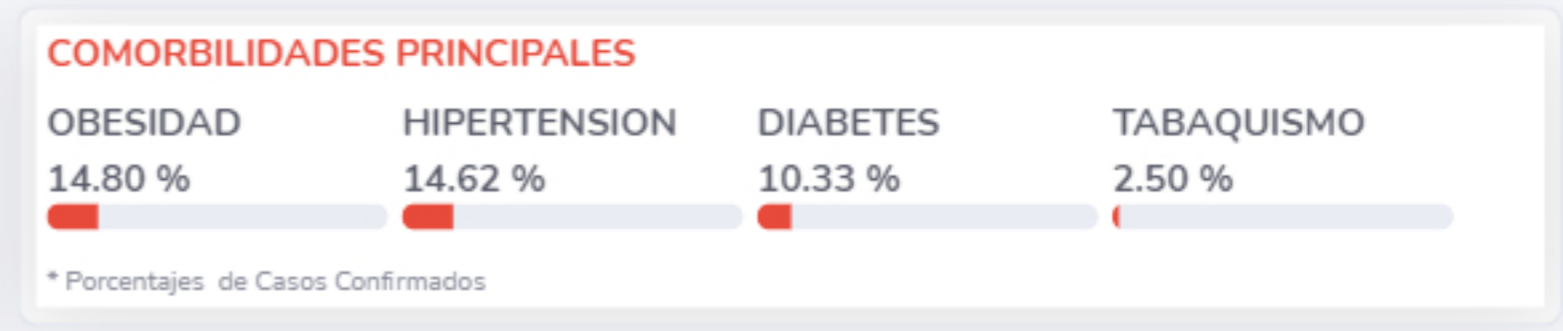 COMORBILIDADES PRINCIPALES
OBESIDAD HIPERTENSION DIABETES TABAQUISMO
14.80 % 14.62 % 10.33 % 2.50 %
* Porcentajes de Casos Confirmados